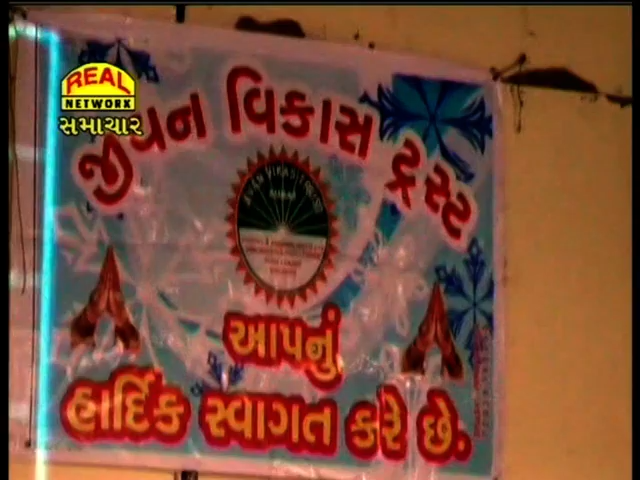 REAL
NETWORK
સમાચાર
જીવન વિકાસ ટ્રસ્ટ
આપનું
હાર્દિક સ્વાગત કરે છે.